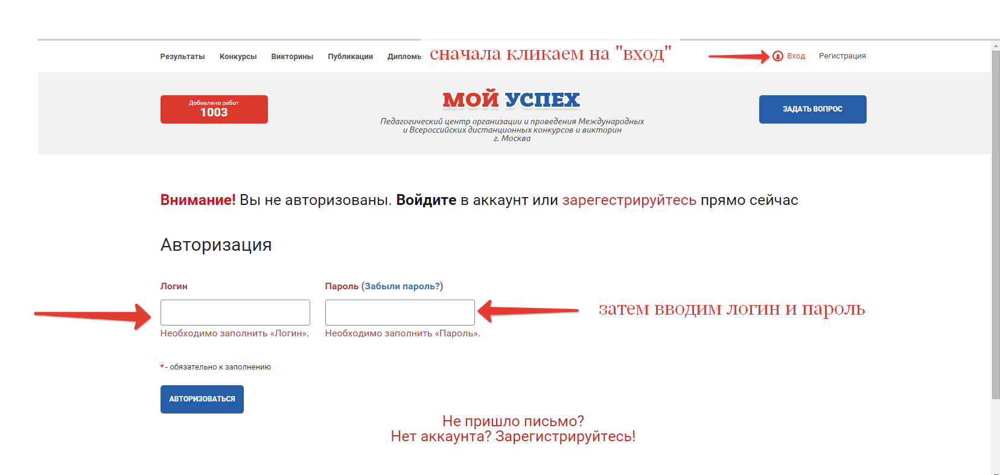 Результаты Конкурсы Викторины Публикации Дипломы сначала кликаем на "вход" Вход Регистрация
Добавлено работ
1003
МОЙ УСПЕХ
Педагогический центр организации и проведения Международных
и Всероссийских дистанционных конкурсов и викторин
г. Москва
ЗАДАТЬ ВОПРОС
Внимание! Вы не авторизованы. Войдите в аккаунт или зарегестрируйтесь прямо сейчас
Авторизация
Логин Пароль (Забыли пароль?)
затем вводим логин и пароль
Необходимо заполнить «Логин». Необходимо заполнить «Пароль».
* - обязательно к заполнению
АВТОРИЗОВАТЬСЯ
Не пришло письмо?
Нет аккаунта? Зарегистрируйтесь!